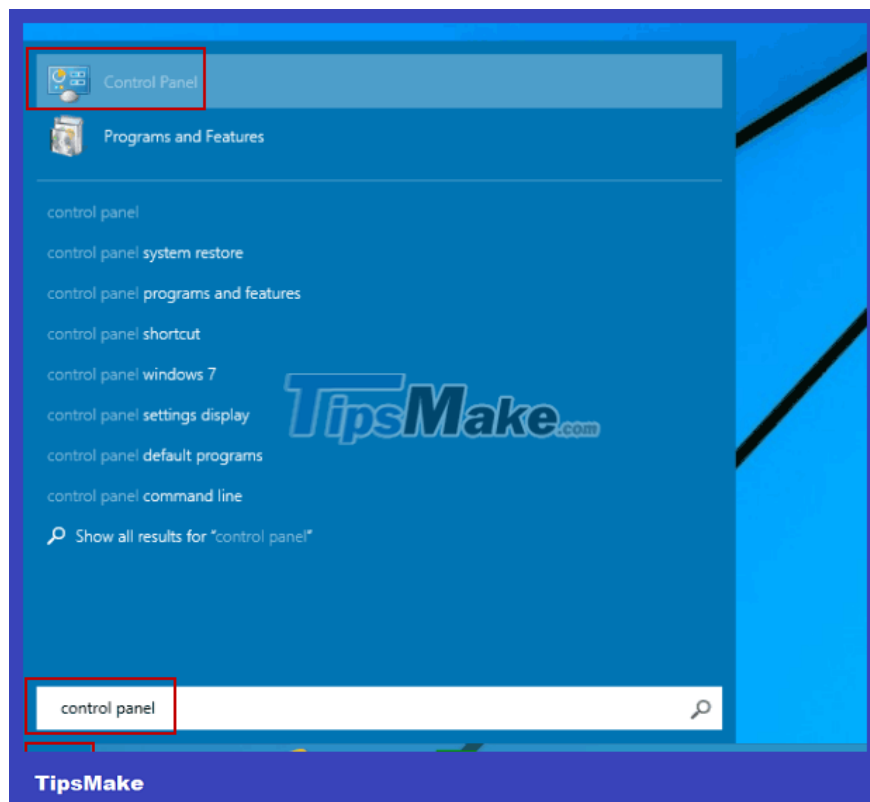 Control Panel
Programs and Features
control panel
control panel system restore
control panel programs and features
control panel shortcut
control panel windows 7
control panel settings display
control panel default programs
control panel command line
Show all results for "control panel"
TipsMake.com
control panel
TipsMake